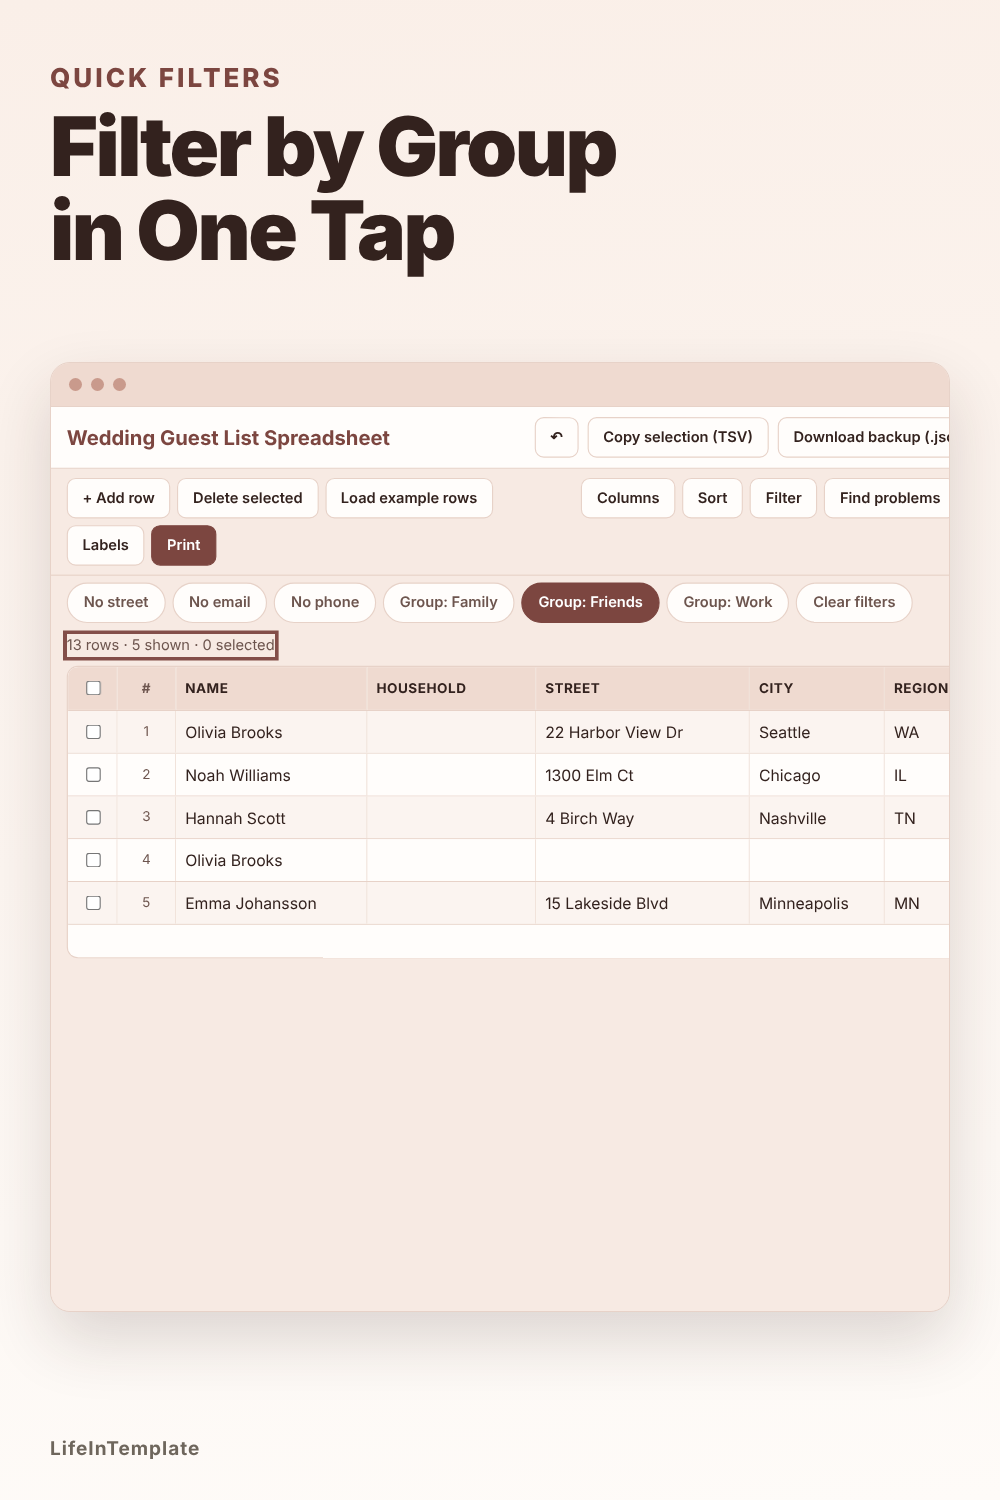 QUICK FILTERS
Filter by Group
in One Tap
Wedding Guest List Spreadsheet
↶ Copy selection (TSV) Download backup (.js
+ Add row Delete selected Load example rows Columns Sort Filter Find problems
Labels Print
No street No email No phone Group: Family Group: Friends Group: Work Clear filters
13 rows · 5 shown · 0 selected
# NAME HOUSEHOLD STREET CITY REGION
1 Olivia Brooks 22 Harbor View Dr Seattle WA
2 Noah Williams 1300 Elm Ct Chicago IL
3 Hannah Scott 4 Birch Way Nashville TN
4 Olivia Brooks
5 Emma Johansson 15 Lakeside Blvd Minneapolis MN
LifeInTemplate